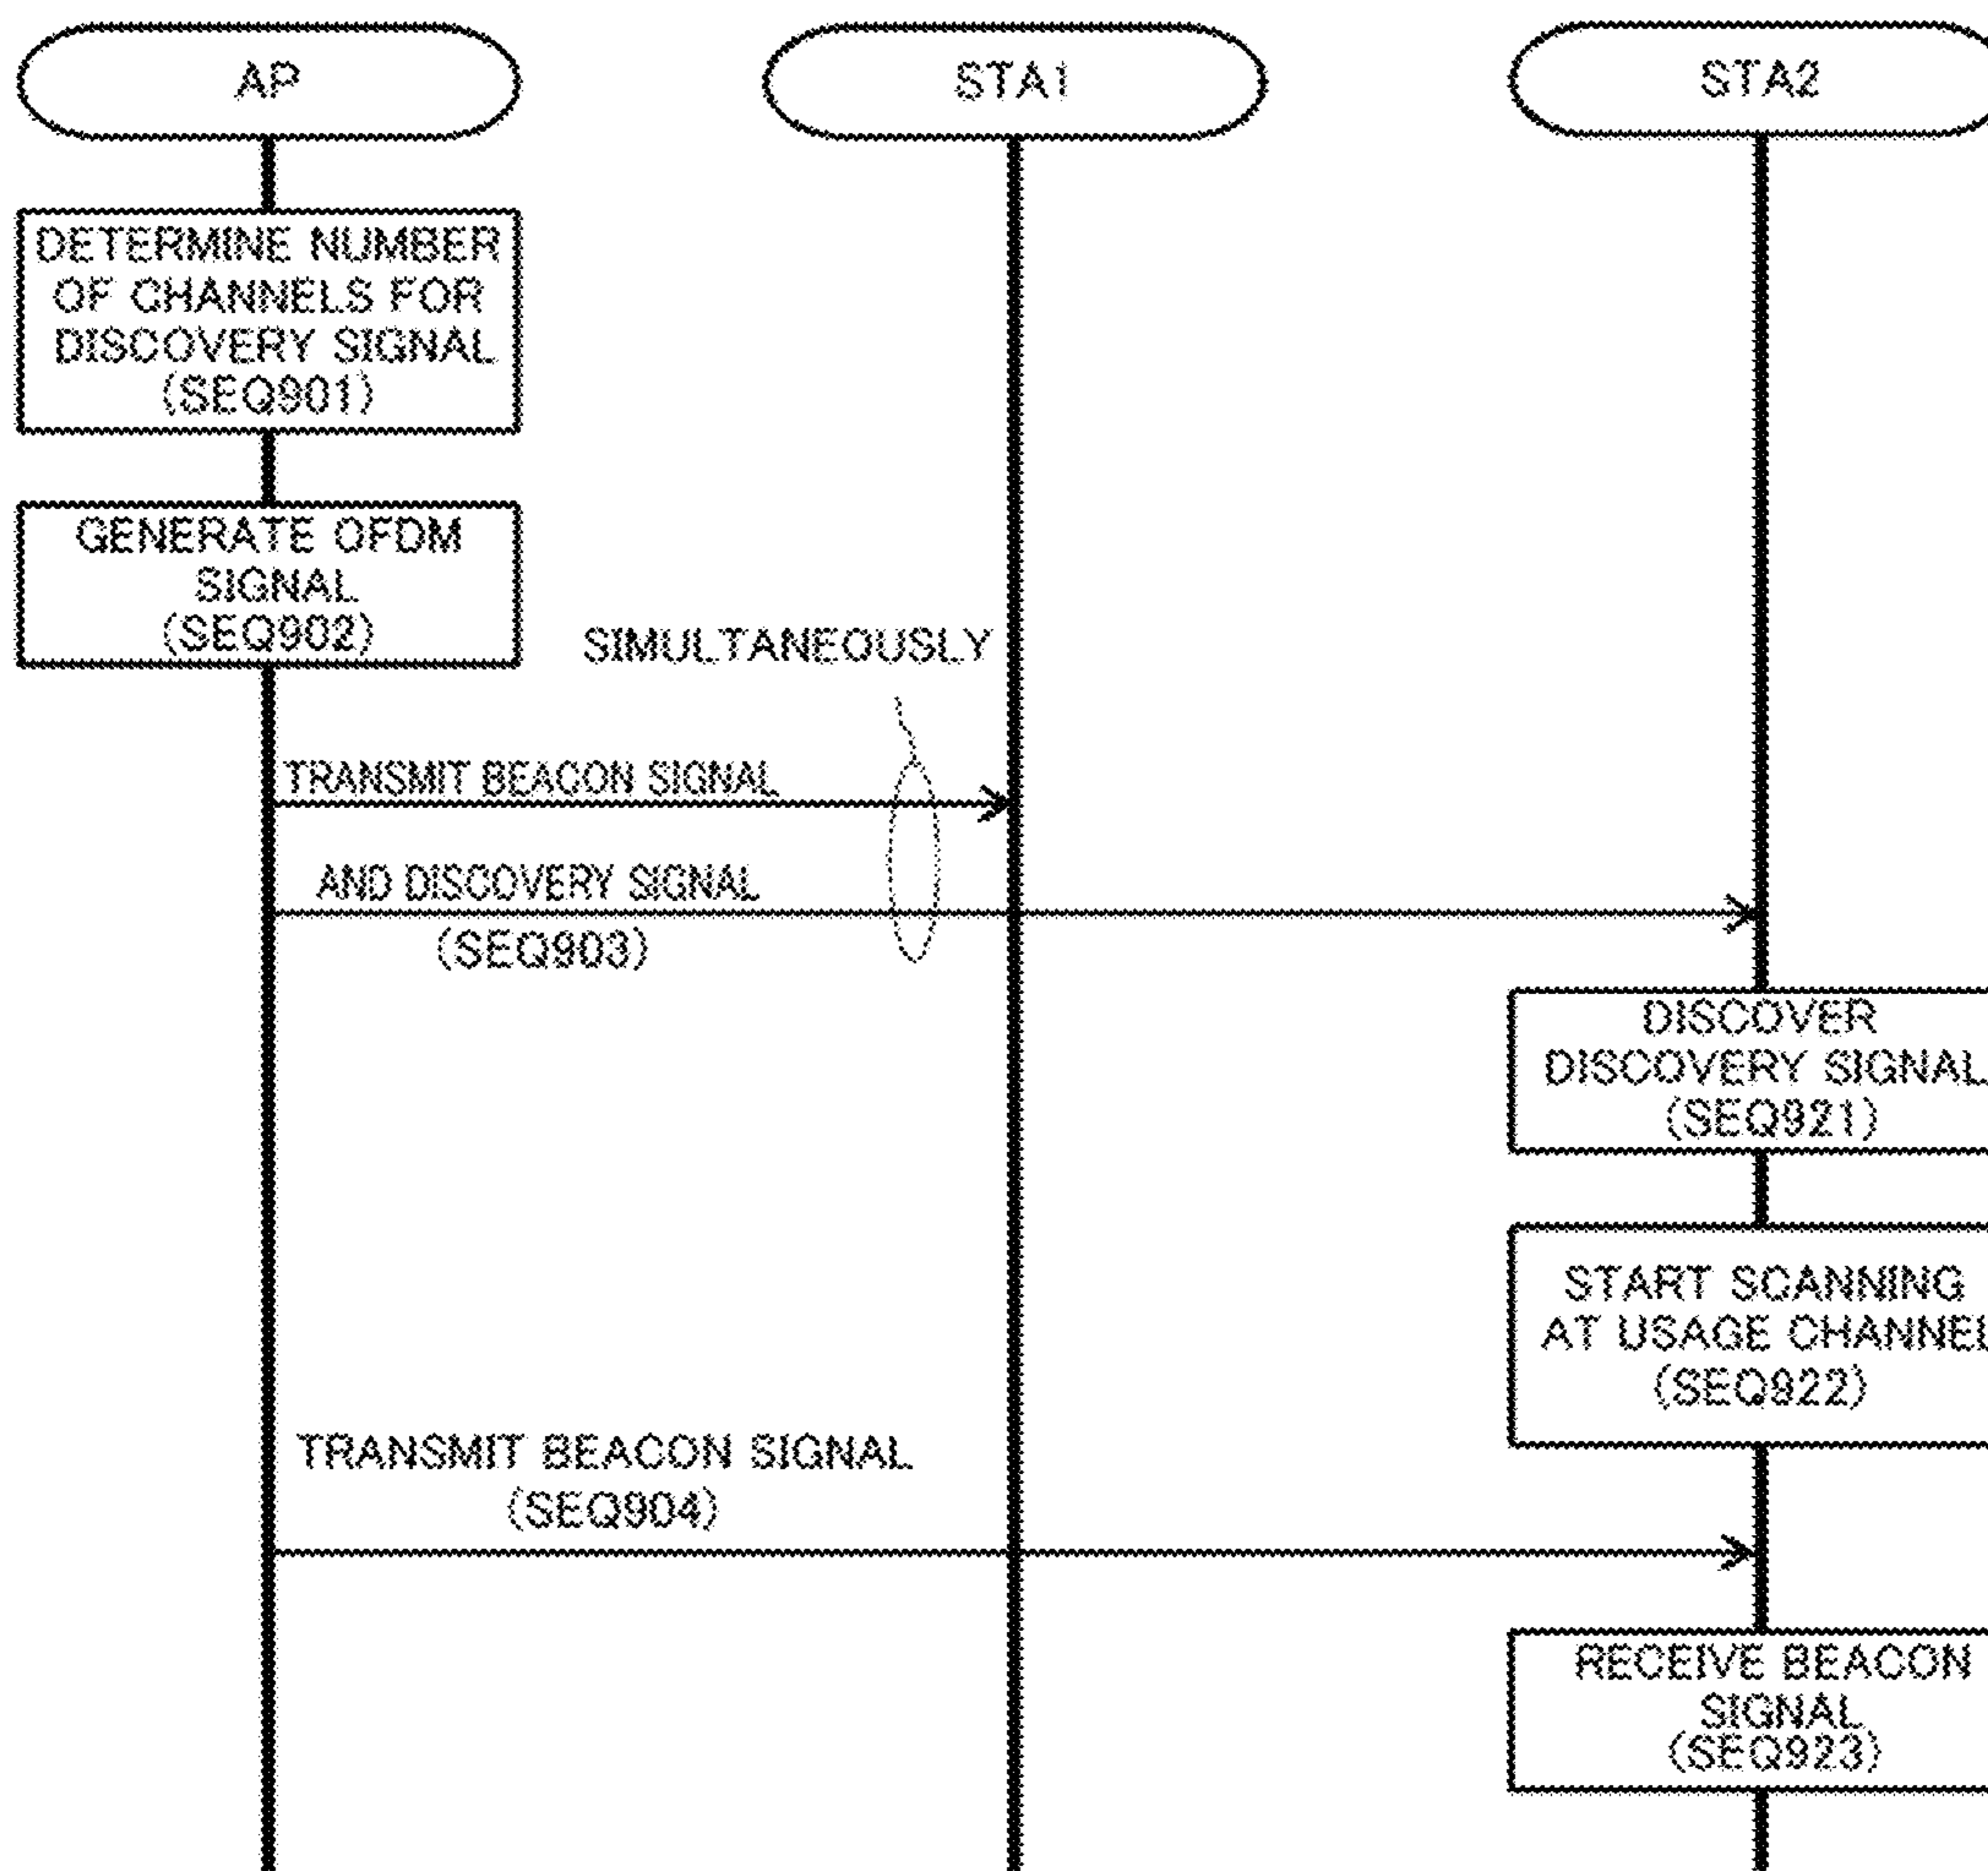 AP
STA1
STA2
DETERMINE NUMBER
OF CHANNELS FOR
DISCOVERY SIGNAL
(SEQ901)
GENERATE OFDM
SIGNAL
(SEQ902)
SIMULTANEOUSLY
TRANSMIT BEACON SIGNAL
AND DISCOVERY SIGNAL
(SEQ903)
DISCOVER
DISCOVERY SIGNAL
(SEQ921)
START SCANNING
AT USAGE CHANNEL
(SEQ922)
TRANSMIT BEACON SIGNAL
(SEQ904)
RECEIVE BEACON
SIGNAL
(SEQ923)